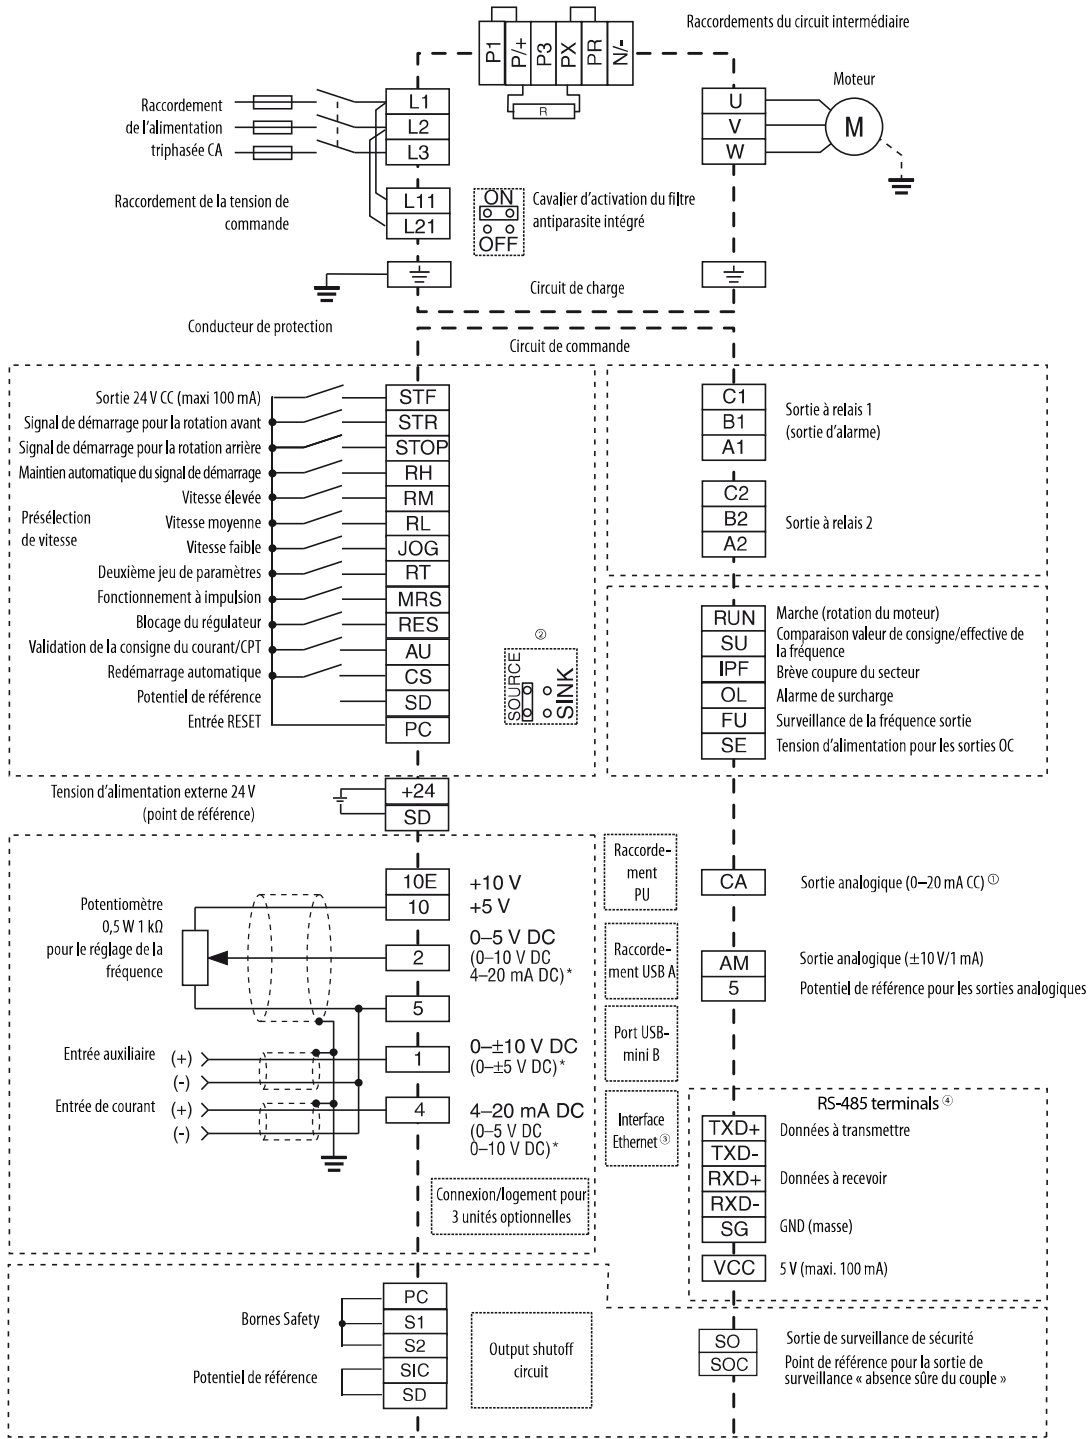 Raccordements du circuit intermédiaire
P1
P/+
P3
PX
PR
N/-
R
Raccordement
de l'alimentation
triphasée CA
L1
L2
L3
Moteur
U
V
W
M
Raccordement de la tension de
commande
L11
L21
ON
OFF
Cavalier d'activation du filtre
antiparasite intégré
Circuit de charge
Conducteur de protection
Circuit de commande
Sortie 24 V CC (maxi 100 mA)
STF
Signal de démarrage pour la rotation avant
STR
Signal de démarrage pour la rotation arrière
STOP
Maintien automatique du signal de démarrage
RH
Présélection
de vitesse
Vitesse élevée
RM
Vitesse moyenne
RL
Vitesse faible
JOG
Deuxième jeu de paramètres
RT
Fonctionnement à impulsion
MRS
Blocage du régulateur
RES
Validation de la consigne du courant/CPT
AU
Redémarrage automatique
CS
Potentiel de référence
SD
Entrée RESET
PC
②
SOURCE
SINK
C1
B1
A1
Sortie à relais 1
(sortie d'alarme)
C2
B2
A2
Sortie à relais 2
RUN
Marche (rotation du moteur)
SU
Comparaison valeur de consigne/effective de
la fréquence
IPF
Brève coupure du secteur
OL
Alarme de surcharge
FU
Surveillance de la fréquence sortie
SE
Tension d'alimentation pour les sorties OC
Tension d'alimentation externe 24 V
(point de référence)
+24
SD
Potentiomètre
0,5 W 1 kΩ
pour le réglage de la
fréquence
10E
+10 V
10
+5 V
2
0–5 V DC
(0–10 V DC
4–20 mA DC) *
5
Entrée auxiliaire
(+)
(-)
1
0–±10 V DC
(0–±5 V DC) *
Entrée de courant
(+)
(-)
4
4–20 mA DC
(0–5 V DC
0–10 V DC) *
Connexion/logement pour
3 unités optionnelles
Raccorde-
ment
PU
Raccorde-
ment USB A
Port USB-
mini B
Interface
Ethernet ③
CA
Sortie analogique (0–20 mA CC) ①
AM
Sortie analogique (±10 V/1 mA)
5
Potentiel de référence pour les sorties analogiques
RS-485 terminals ④
TXD+
Données à transmettre
TXD-
RXD+
Données à recevoir
RXD-
SG
GND (masse)
VCC
5 V (maxi. 100 mA)
Bornes Safety
PC
S1
S2
Potentiel de référence
SIC
SD
Output shutoff
circuit
SO
Sortie de surveillance de sécurité
SOC
Point de référence pour la sortie de
surveillance « absence sûre du couple »